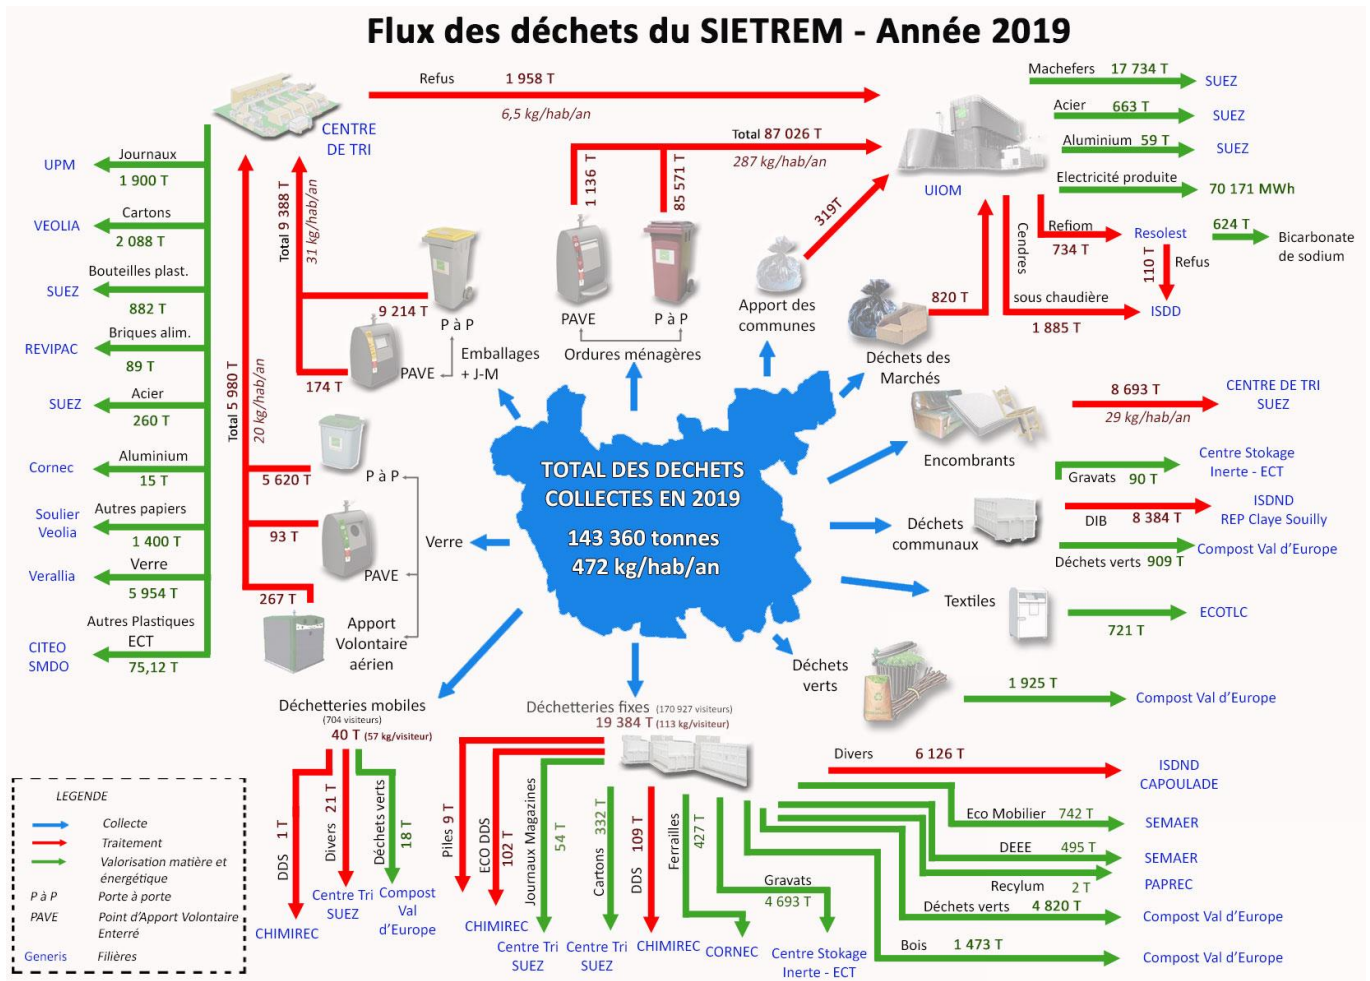 Flux des déchets du SIETREM - Année 2019
CENTRE
DE TRI
Refus 1 958 T
6,5 kg/hab/an
Total 87 026 T
287 kg/hab/an
1 136 T
85 571 T
319T
UIOM
Machefers 17 734 T
SUEZ
Acier 663 T
SUEZ
Aluminium 59 T
SUEZ
Electricité produite
70 171 MWh
Refiom
734 T
Resolest
624 T
Bicarbonate
de sodium
110 T
Refus
ISDD
Cendres
sous chaudière
1 885 T
820 T
UPM
Journaux
1 900 T
VEOLIA
Cartons
2 088 T
Bouteilles plast.
SUEZ
882 T
Briques alim.
REVIPAC
89 T
Acier
SUEZ
260 T
Aluminium
Cornec
15 T
Autres papiers
Soulier
Veolia
1 400 T
Verre
Verallia
5 954 T
Autres Plastiques
ECT
CITEO
SMDO
75,12 T
Total 9 388 T
31 kg/hab/an
Total 5 980 T
20 kg/hab/an
9 214 T
P à P
174 T
PAVE
Emballages
+ J-M
PAVE
P à P
Ordures ménagères
Apport des
communes
Déchets des
Marchés
5 620 T
P à P
93 T
PAVE
Verre
267 T
Apport
Volontaire
aérien
TOTAL DES DECHETS
COLLECTES EN 2019
143 360 tonnes
472 kg/hab/an
Encombrants
8 693 T
29 kg/hab/an
CENTRE DE TRI
SUEZ
Déchets
communaux
Gravats 90 T
Centre Stockage
Inerte - ECT
DIB 8 384 T
ISDND
REP Claye Souilly
Déchets verts 909 T
Compost Val d’Europe
Textiles
721 T
ECOTLC
Déchets
verts
1 925 T
Compost Val d’Europe
Déchetteries mobiles
(704 visiteurs)
40 T (57 kg/visiteur)
DDS 1 T
CHIMIREC
Divers 21 T
Centre Tri
SUEZ
Déchets verts 18 T
Compost
Val
d’Europe
Déchetteries fixes (170 927 visiteurs)
19 384 T (113 kg/visiteur)
Piles 9 T
ECO DDS
102 T
CHIMIREC
Journaux Magazines
54 T
Centre Tri
SUEZ
Cartons 332 T
Centre Tri
SUEZ
DDS 109 T
CHIMIREC
Ferrailles
427 T
CORNEC
Gravats
4 693 T
Centre Stokage
Inerte - ECT
Divers 6 126 T
ISDND
CAPOULADE
Eco Mobilier 742 T
SEMAER
DEEE 495 T
SEMAER
Recylum 2 T
PAPREC
Déchets verts 4 820 T
Compost Val d’Europe
Bois 1 473 T
Compost Val d’Europe
LEGENDE
Collecte
Traitement
Valorisation matière et
énergétique
P à P Porte à porte
PAVE Point d’Apport Volontaire
Enterré
Generis Filières